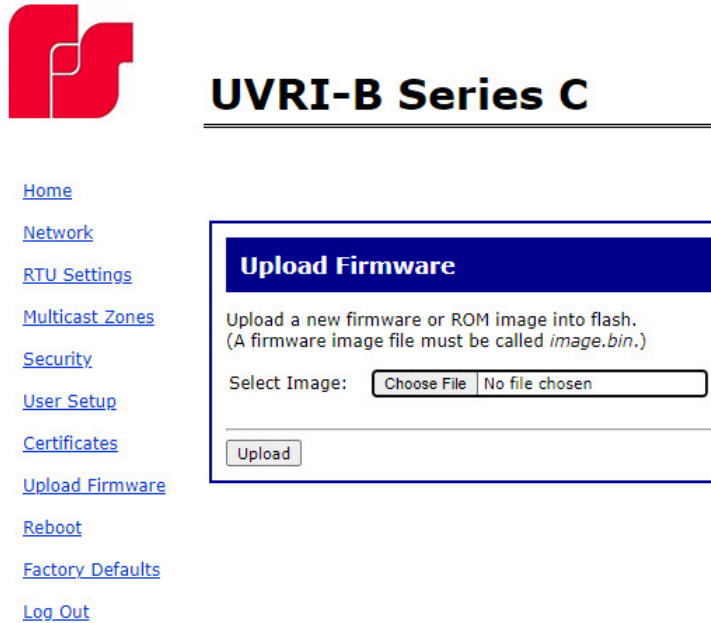 UVRI-B Series C
Home
Network
RTU Settings
Multicast Zones
Security
User Setup
Certificates
Upload Firmware
Reboot
Factory Defaults
Log Out
Upload Firmware
Upload a new firmware or ROM image into flash.
(A firmware image file must be called image.bin.)
Select Image: Choose File No file chosen
Upload